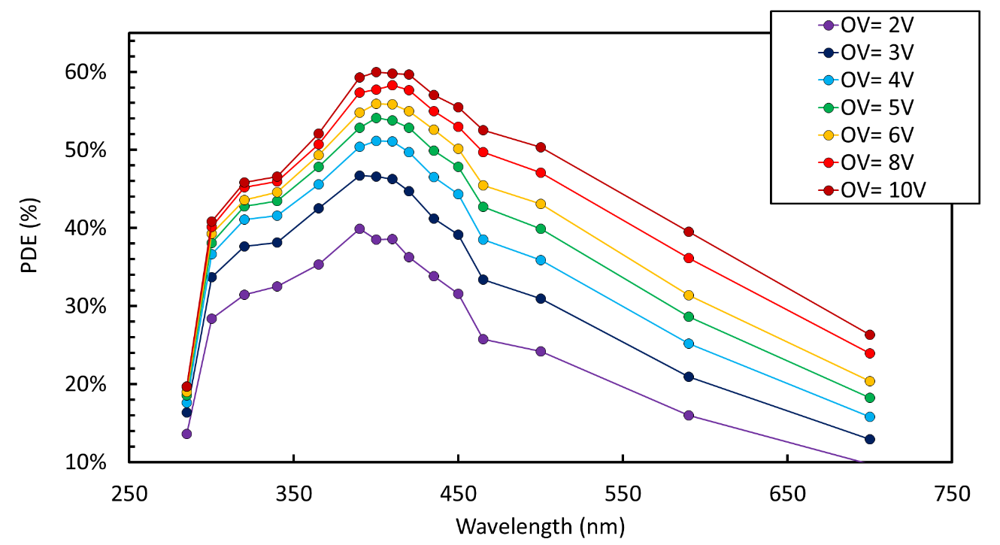 OV= 2V
OV= 3V
OV= 4V
OV= 5V
OV= 6V
OV= 8V
OV= 10V
60%
50%
40%
30%
20%
10%
PDE (%)
250 350 450 550 650 750
Wavelength (nm)